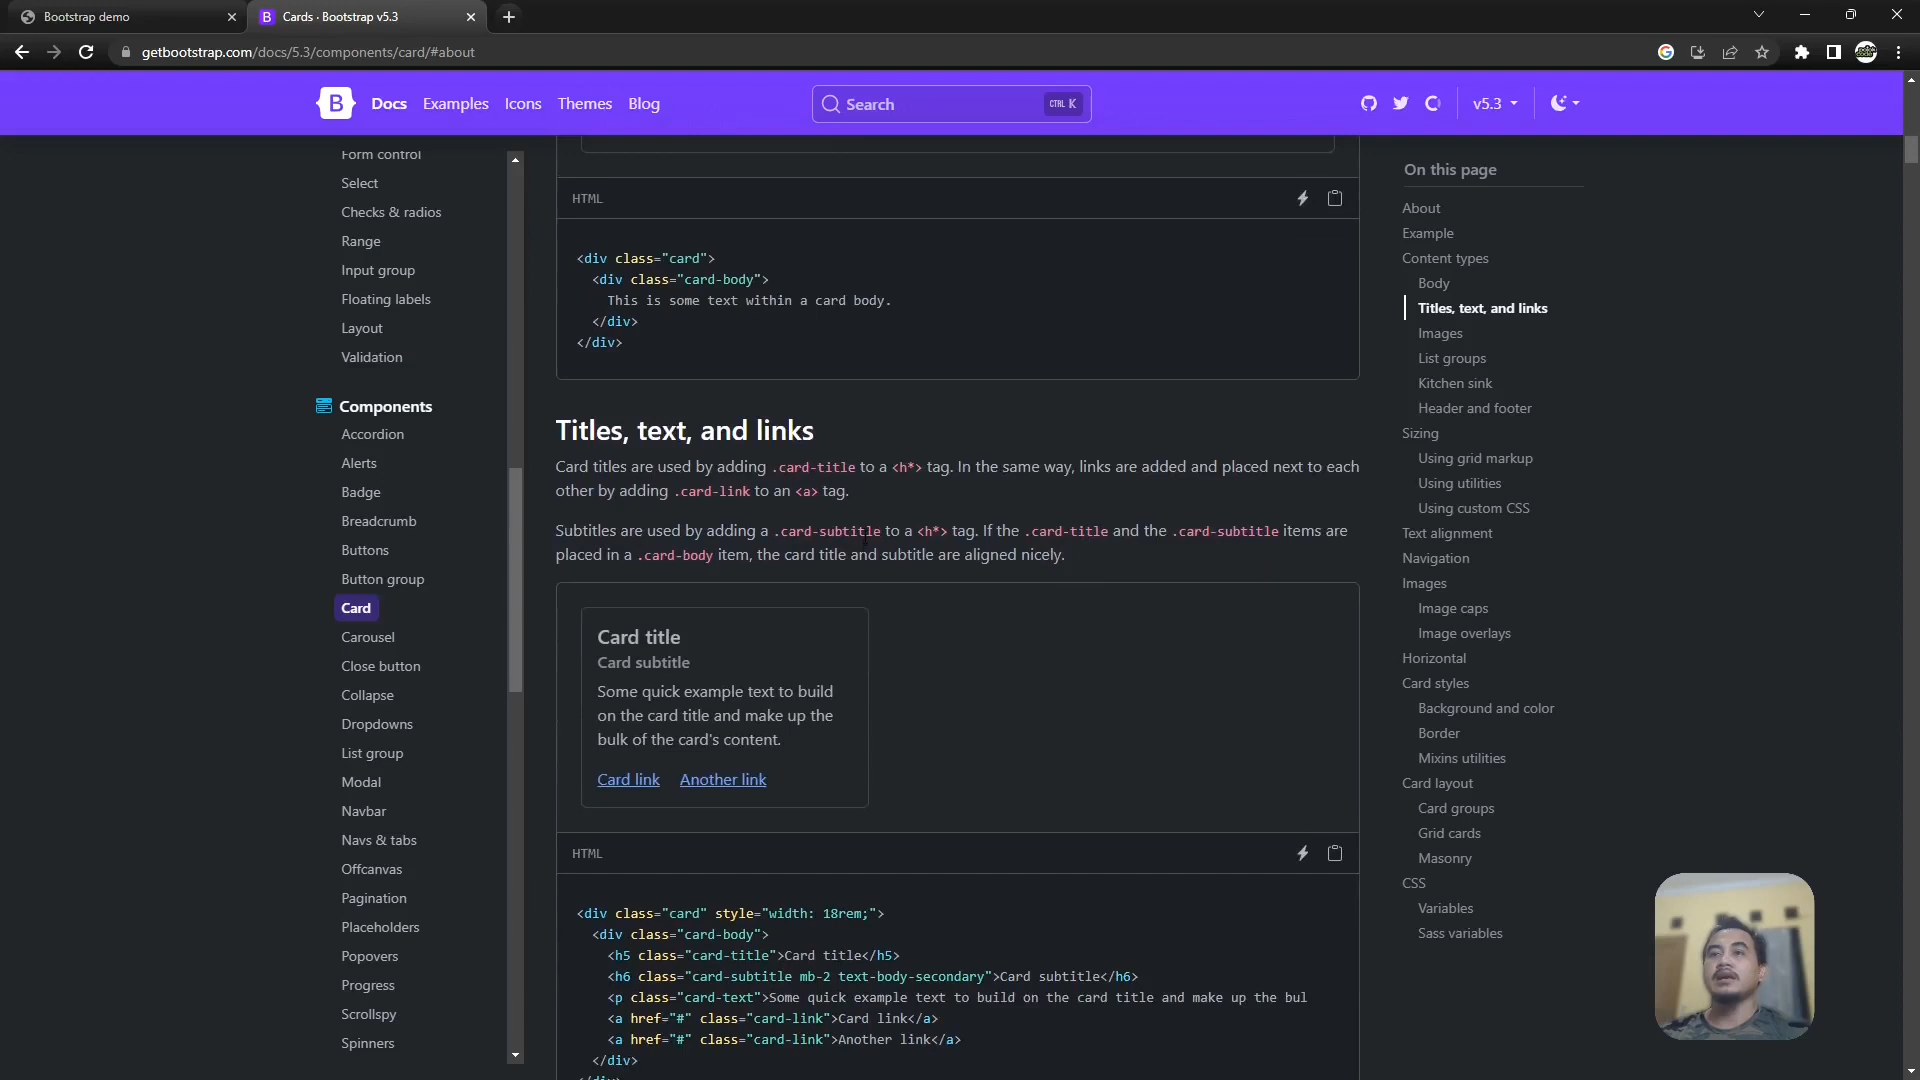 Bootstrap demo
Cards · Bootstrap v5.3
getbootstrap.com/docs/5.3/components/card/#about
B
Docs
Examples
Icons
Themes
Blog
Search
CTRL K
v5.3
Form control
Select
Checks & radios
Range
Input group
Floating labels
Layout
Validation
Components
Accordion
Alerts
Badge
Breadcrumb
Buttons
Button group
Card
Carousel
Close button
Collapse
Dropdowns
List group
Modal
Navbar
Navs & tabs
Offcanvas
Pagination
Placeholders
Popovers
Progress
Scrollspy
Spinners
HTML
<div class="card">
<div class="card-body">
This is some text within a card body.
</div>
</div>
Titles, text, and links
Card titles are used by adding .card-title to a <h*> tag. In the same way, links are added and placed next to each
other by adding .card-link to an <a> tag.
Subtitles are used by adding a .card-subtitle to a <h*> tag. If the .card-title and the .card-subtitle items are
placed in a .card-body item, the card title and subtitle are aligned nicely.
Card title
Card subtitle
Some quick example text to build
on the card title and make up the
bulk of the card's content.
Card link Another link
HTML
<div class="card" style="width: 18rem;">
<div class="card-body">
<h5 class="card-title">Card title</h5>
<h6 class="card-subtitle mb-2 text-body-secondary">Card subtitle</h6>
<p class="card-text">Some quick example text to build on the card title and make up the bul
<a href="#" class="card-link">Card link</a>
<a href="#" class="card-link">Another link</a>
</div>
</div>
On this page
About
Example
Content types
Body
Titles, text, and links
Images
List groups
Kitchen sink
Header and footer
Sizing
Using grid markup
Using utilities
Using custom CSS
Text alignment
Navigation
Images
Image caps
Image overlays
Horizontal
Card styles
Background and color
Border
Mixins utilities
Card layout
Card groups
Grid cards
Masonry
CSS
Variables
Sass variables